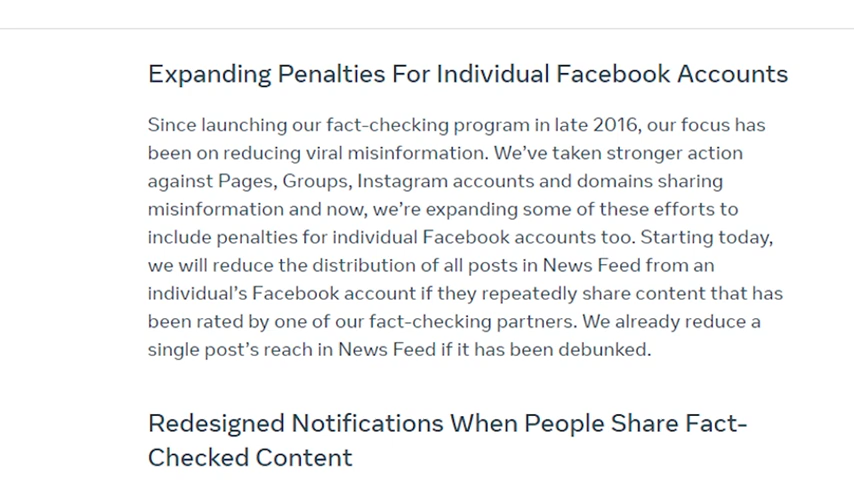 Expanding Penalties For Individual Facebook Accounts
Since launching our fact-checking program in late 2016, our focus has
been on reducing viral misinformation. We’ve taken stronger action
against Pages, Groups, Instagram accounts and domains sharing
misinformation and now, we’re expanding some of these efforts to
include penalties for individual Facebook accounts too. Starting today,
we will reduce the distribution of all posts in News Feed from an
individual’s Facebook account if they repeatedly share content that has
been rated by one of our fact-checking partners. We already reduce a
single post’s reach in News Feed if it has been debunked.
Redesigned Notifications When People Share Fact-
Checked Content